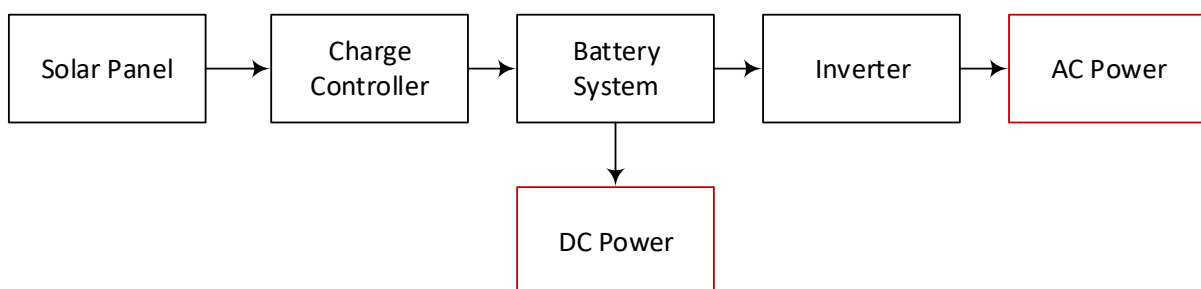 Solar Panel
Charge
Controller
Battery
System
Inverter
AC Power
DC Power